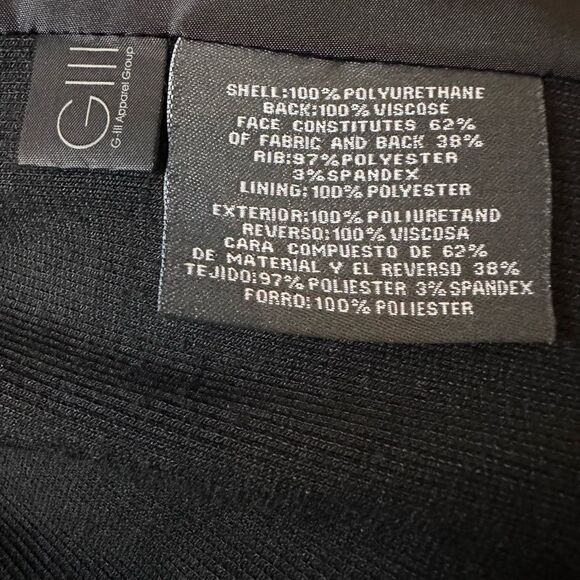 GIII
G-III Apparel Group
SHELL:100% POLYURETHANE
BACK:100% VISCOSE
FACE CONSTITUTES 62%
OF FABRIC AND BACK 38%
RIB:97% POLYESTER
3% SPANDEX
LINING:100% POLYESTER
EXTERIOR:100% POLIURETAND
REVERSO:100% VISCOSA
CARA COMPUESTO DE 62%
DE MATERIAL Y EL REVERSO 38%
TEJIDO:97% POLIESTER 3% SPANDEX
FORRO:100% POLIESTER